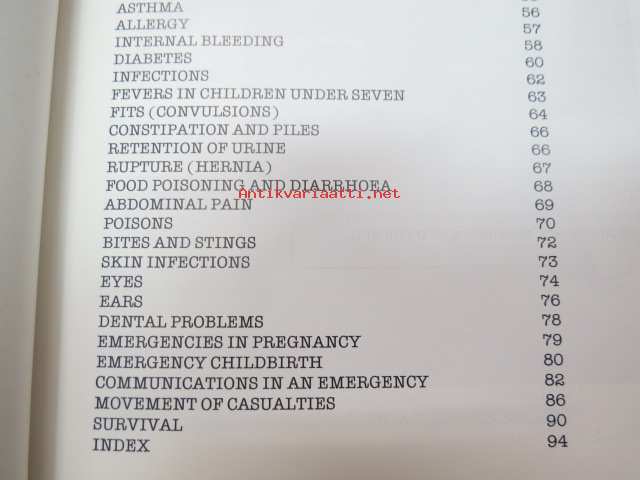 ASTHMA 56
ALLERGY 57
INTERNAL BLEEDING 58
DIABETES 60
INFECTIONS 62
FEVERS IN CHILDREN UNDER SEVEN 63
FITS (CONVULSIONS) 64
CONSTIPATION AND PILES 66
RETENTION OF URINE 66
RUPTURE (HERNIA) 67
FOOD POISONING AND DIARRHOEA 68
Antikvariaatti.net
ABDOMINAL PAIN 69
POISONS 70
BITES AND STINGS 72
SKIN INFECTIONS 73
EYES 74
EARS 76
DENTAL PROBLEMS 78
EMERGENCIES IN PREGNANCY 79
EMERGENCY CHILDBIRTH 80
COMMUNICATIONS IN AN EMERGENCY 82
MOVEMENT OF CASUALTIES 86
SURVIVAL 90
INDEX 94